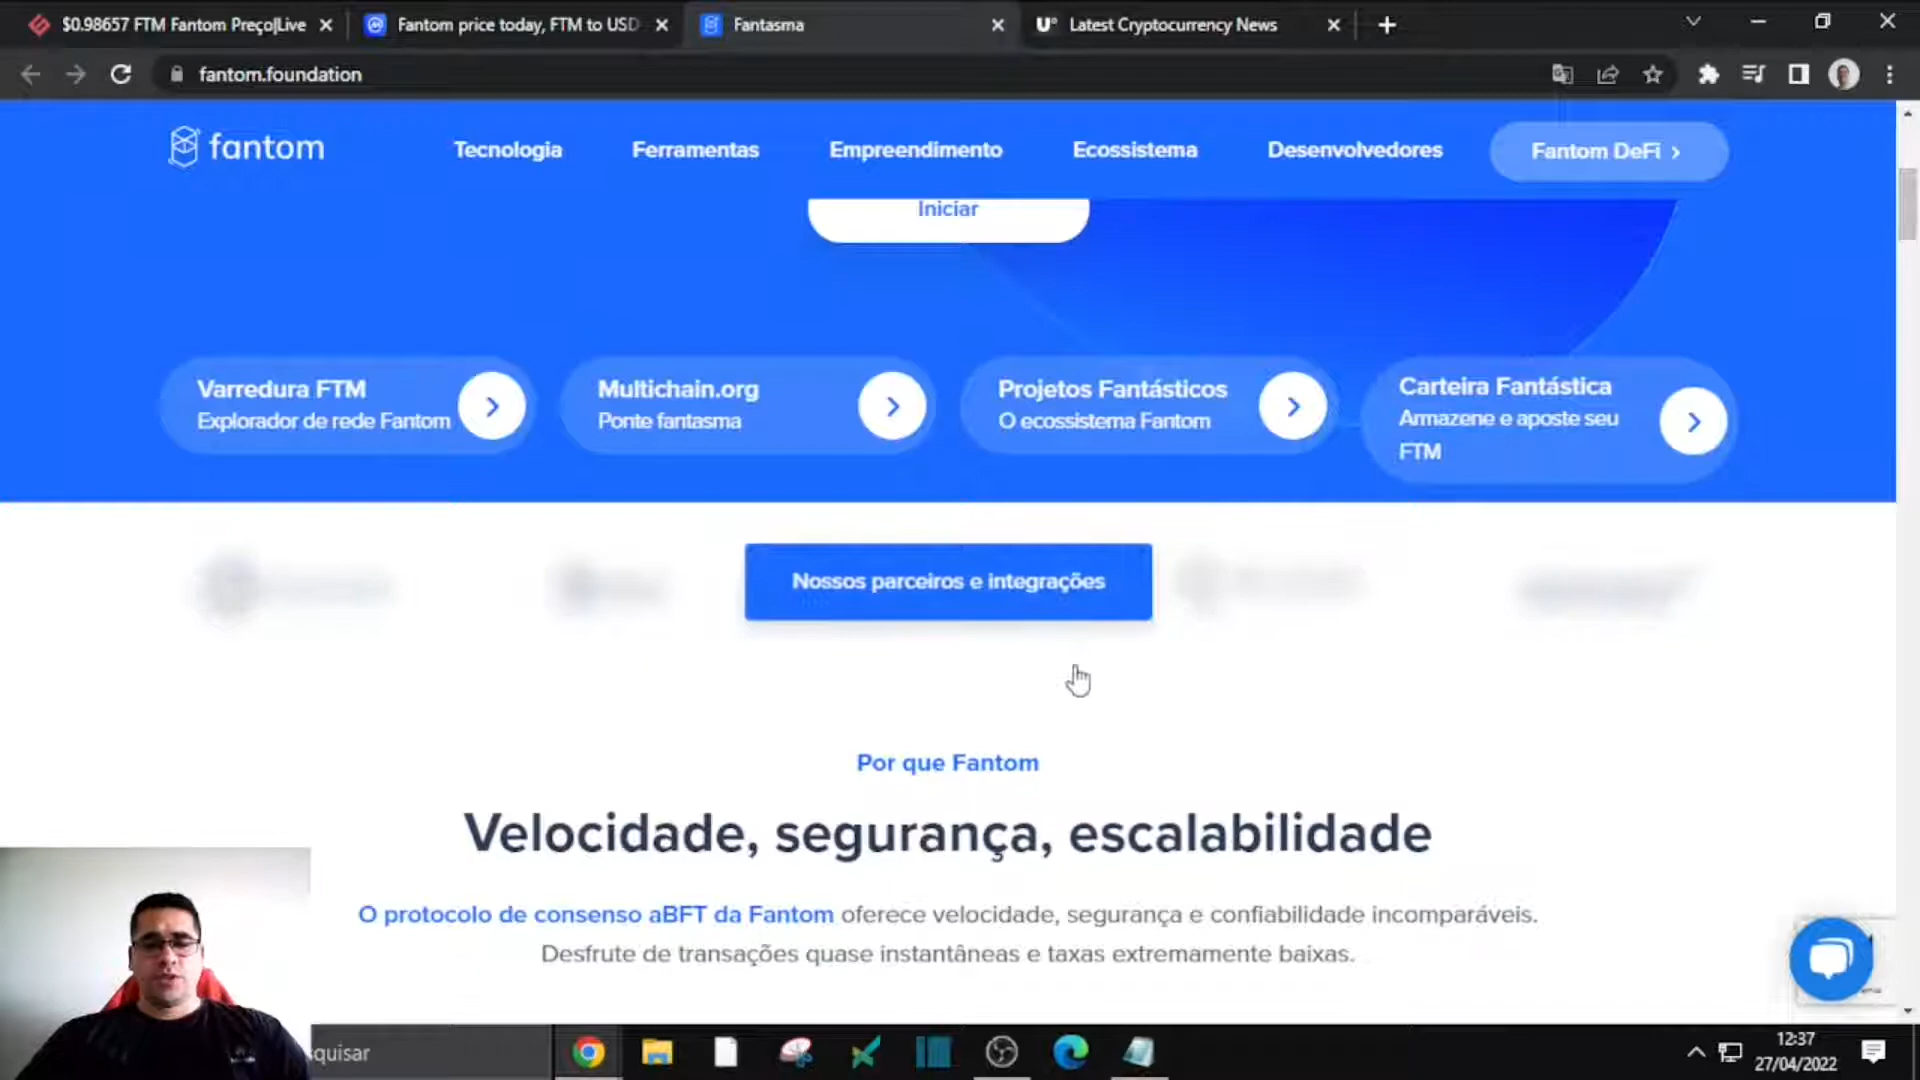 $0.98657 FTM Fantom Preço|Live
Fantom price today, FTM to USD
Fantasma
Latest Cryptocurrency News
fantom.foundation
fantom
Tecnologia
Ferramentas
Empreendimento
Ecossistema
Desenvolvedores
Fantom DeFi
Iniciar
Varredura FTM
Explorador de rede Fantom
Multichain.org
Ponte fantasma
Projetos Fantásticos
O ecossistema Fantom
Carteira Fantástica
Armazene e aposte seu
FTM
Nossos parceiros e integrações
Por que Fantom
Velocidade, segurança, escalabilidade
O protocolo de consenso aBFT da Fantom oferece velocidade, segurança e confiabilidade incomparáveis.
Desfrute de transações quase instantâneas e taxas extremamente baixas.
quisar
12:37
27/04/2022